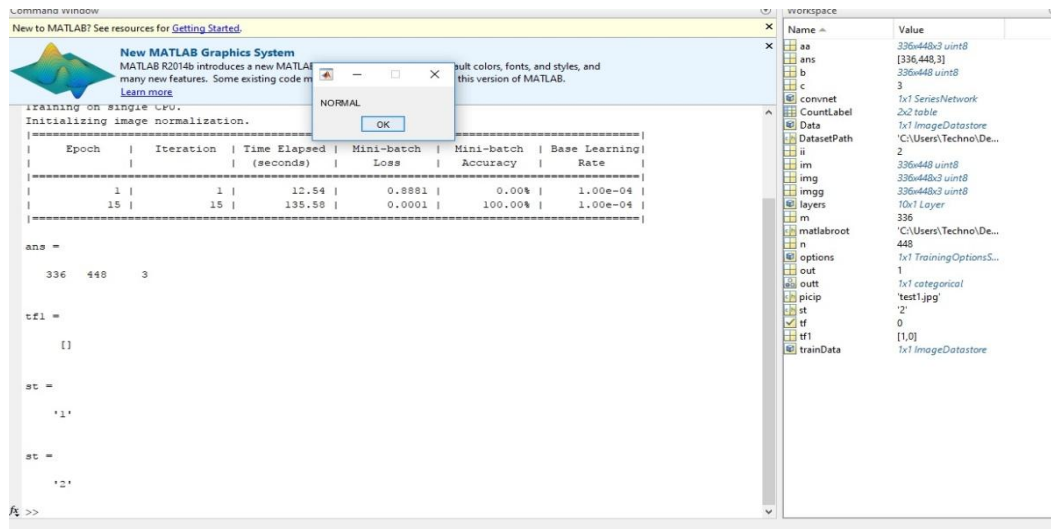 Command Window
New to MATLAB? See resources for Getting Started.
New MATLAB Graphics System
MATLAB R2014b introduces a new MATLA ault colors, fonts, and styles, and
many new features. Some existing code m this version of MATLAB.
Learn more
NORMAL
OK
Training on single CPU.
Initializing image normalization.
|=====|
| Epoch | Iteration | Time Elapsed | Mini-batch | Mini-batch | Base Learning|
| | | (seconds) | Loss | Accuracy | Rate |
|=====|
| 1 | 1 | 12.54 | 0.8881 | 0.00% | 1.00e-04 |
| 15 | 15 | 135.58 | 0.0001 | 100.00% | 1.00e-04 |
|=====|
ans =
336 448 3
tf1 =
[]
st =
'1'
st =
'2'
fx >>
Workspace
Name Value
aa 336x448x3 uint8
ans [336,448,3]
b 336x448 uint8
c 3
convnet 1x1 SeriesNetwork
CountLabel 2x2 table
Data 1x1 ImageDatastore
DatasetPath 'C:\Users\Techno\De...
ii 2
im 336x448 uint8
img 336x448x3 uint8
imgg 336x448x3 uint8
layers 10x1 Layer
m 336
matlabroot 'C:\Users\Techno\De...
n 448
options 1x1 TrainingOptionsS...
out 1
outt 1x1 categorical
picip 'test1.jpg'
st '2'
tf 0
tf1 [1,0]
trainData 1x1 ImageDatastore